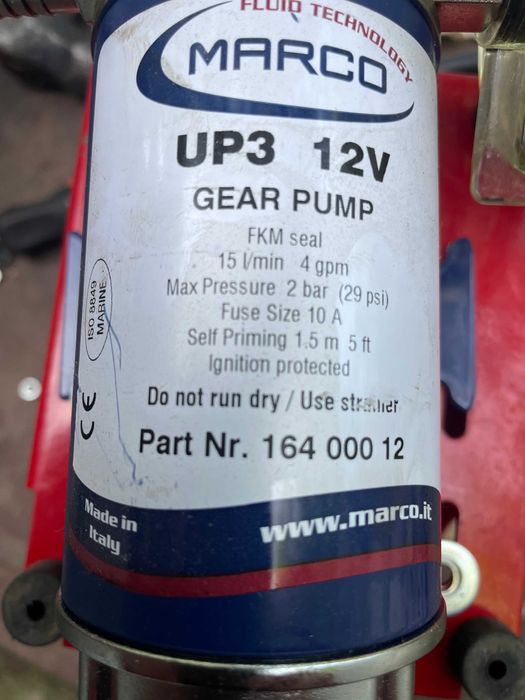 FLUID TECHNOLOGY
MARCO
UP3 12V
GEAR PUMP
FKM seal
15 l/min 4 gpm
Max Pressure 2 bar (29 psi)
Fuse Size 10 A
Self Priming 1.5 m 5 ft
Ignition protected
Do not run dry / Use strainer
Part Nr. 164 000 12
ISO 8849
MARINE
CE
Made in
Italy
www.marco.it